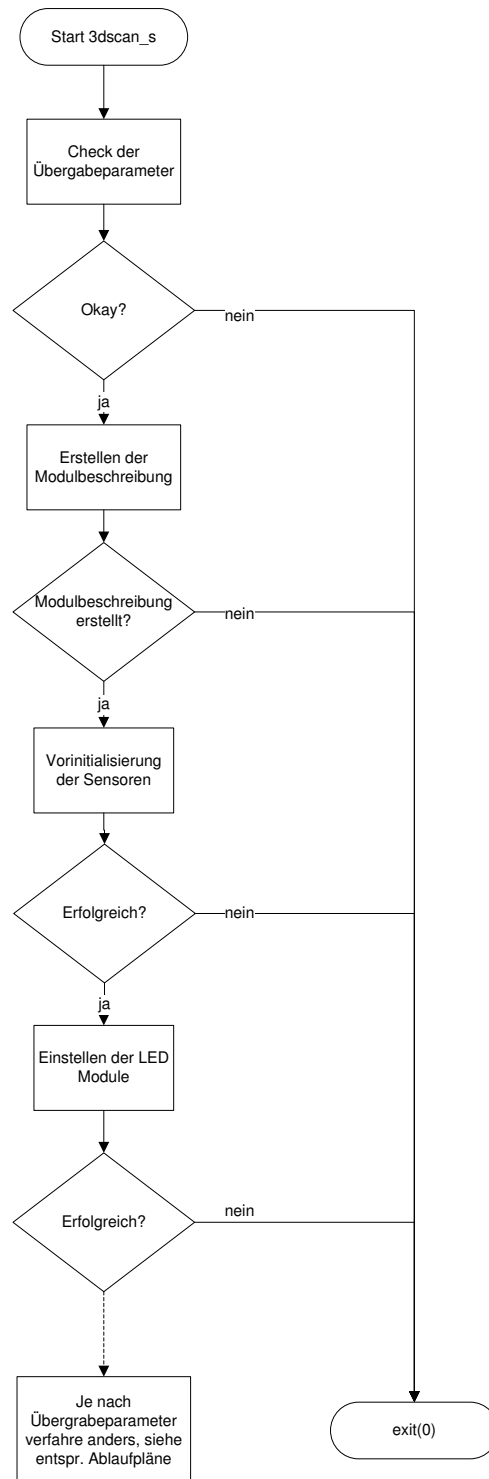 Start 3dscan_s
Check der
Übergabeparameter
Okay?
nein
ja
Erstellen der
Modulbeschreibung
Modulbeschreibung
erstellt?
nein
ja
Vorinitialisierung
der Sensoren
Erfolgreich?
nein
ja
Einstellen der LED
Module
Erfolgreich?
nein
Je nach
Übergrabeparameter
verfahre anders, siehe
entspr. Ablaufpläne
exit(0)